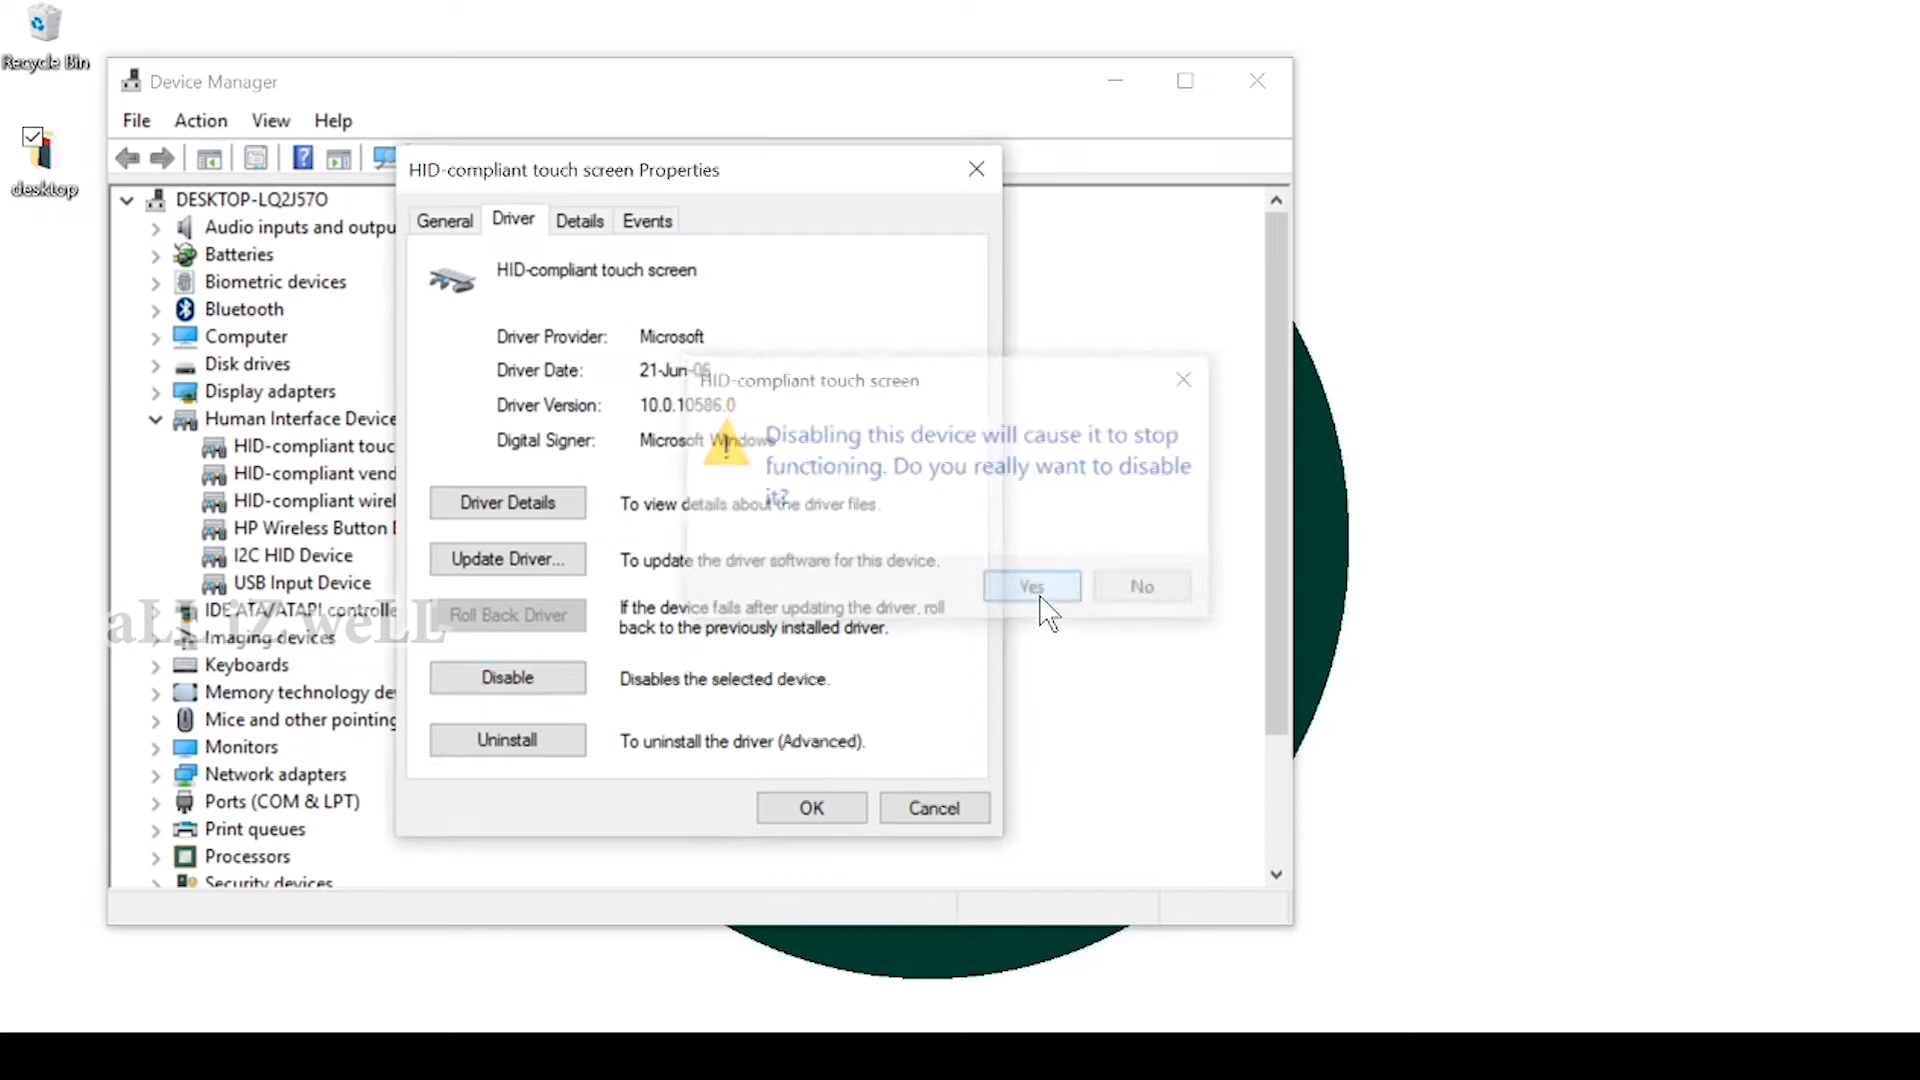 Recycle Bin
desktop
Device Manager
File Action View Help
DESKTOP-LQ2J57O
Audio inputs and outpu
Batteries
Biometric devices
Bluetooth
Computer
Disk drives
Display adapters
Human Interface Device
HID-compliant touc
HID-compliant vend
HID-compliant wirel
HP Wireless Button D
I2C HID Device
USB Input Device
IDE ATA/ATAPI controlle
Imaging devices
Keyboards
Memory technology dev
Mice and other pointing
Monitors
Network adapters
Ports (COM & LPT)
Print queues
Processors
Security devices
aLL iZ weLL
HID-compliant touch screen Properties
General Driver Details Events
HID-compliant touch screen
Driver Provider: Microsoft
Driver Date: 21-Jun-06
Driver Version: 10.0.10586.0
Digital Signer: Microsoft Windows
Driver Details To view details about the driver files.
Update Driver... To update the driver software for this device.
Roll Back Driver If the device fails after updating the driver, roll
back to the previously installed driver.
Disable Disables the selected device.
Uninstall To uninstall the driver (Advanced).
OK Cancel
HID-compliant touch screen
Disabling this device will cause it to stop
functioning. Do you really want to disable
it?
Yes No